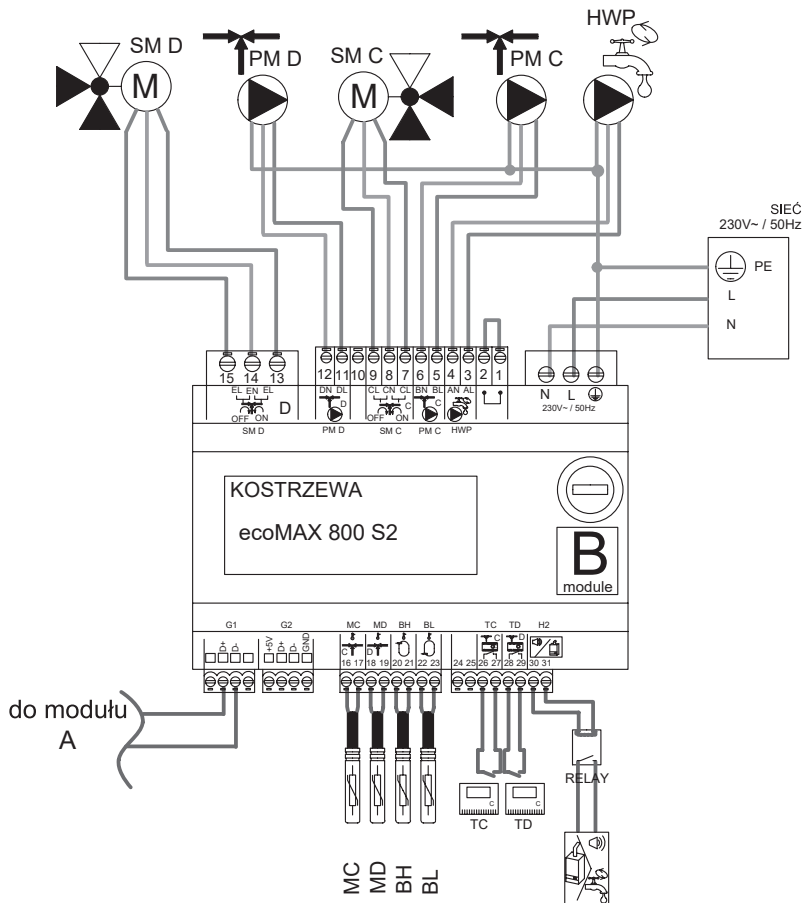 HWP
SM D
PM D
SM C
PM C
M
M
SIEĆ
230V~ / 50Hz
PE
L
N
15 14 13
12 11 10 9 8 7 6 5 4 3 2 1
EL EN EL
D
DN DL
CL CN CL
BN BL
AN AL
N L
230V~ / 50Hz
OFF ON
D
C
OFF ON
C
SM D
PM D
SM C
PM C
HWP
KOSTRZEWA
ecoMAX 800 S2
B
module
G1
G2
MC
MD
BH
BL
TC
TD
H2
D+
D-
+5V
D+
D-
GND
C
D
C
D
16 17 18 19 20 21 22 23
24 25 26 27 28 29 30 31
do modułu
A
RELAY
C
C
TC
TD
MC
MD
BH
BL